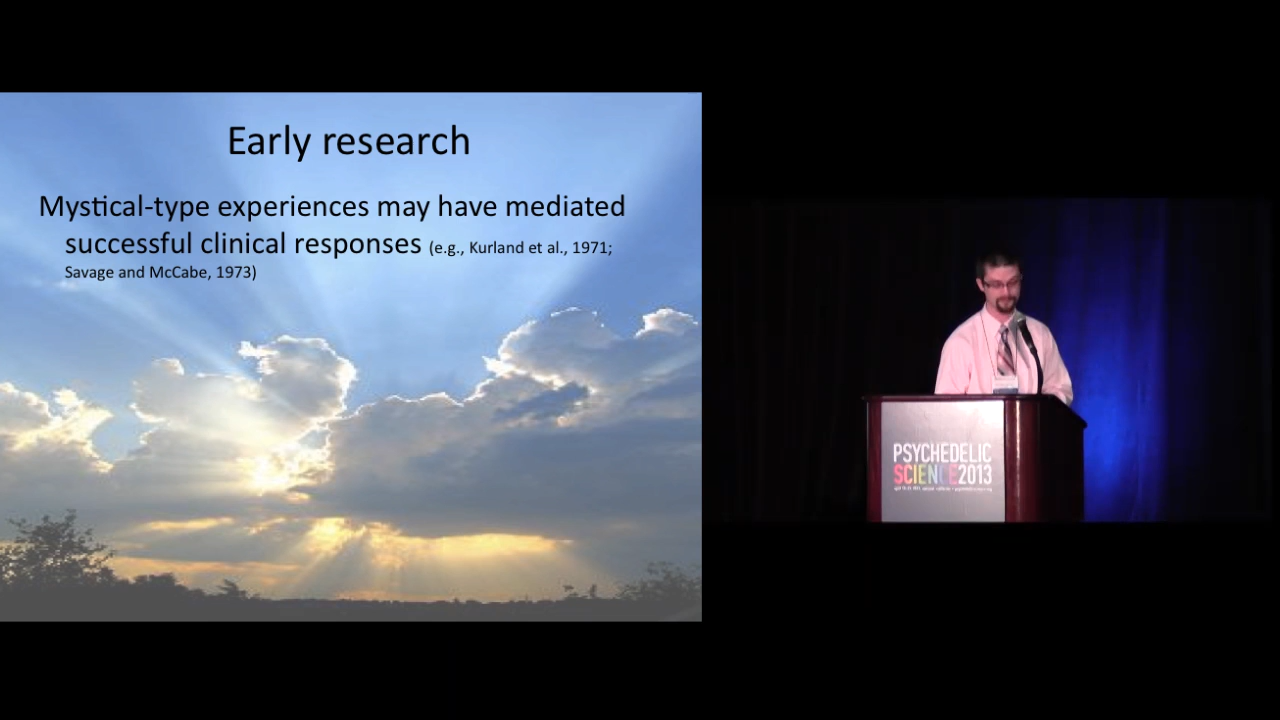 Early research
Mystical-type experiences may have mediated
successful clinical responses (e.g., Kurland et al., 1971;
Savage and McCabe, 1973)
PSYCHEDELIC
SCIENCE2013